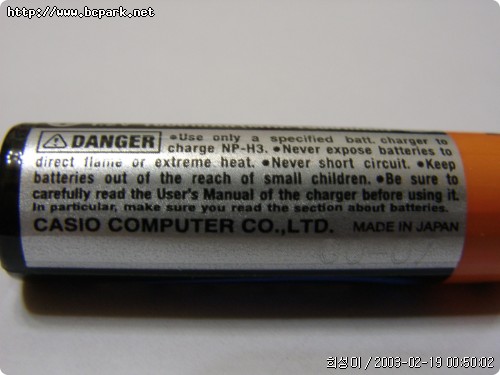 http://www.bcpark.net
⚠ DANGER •Use only a specified batt. charger to
charge NP-H3. •Never expose batteries to
direct flame or extreme heat. •Never short circuit. •Keep
batteries out of the reach of small children. •Be sure to
carefully read the User's Manual of the charger before using it.
In particular, make sure you read the section about batteries.
CASIO COMPUTER CO.,LTD. MADE IN JAPAN
/ 2003-02-19 00:50:02